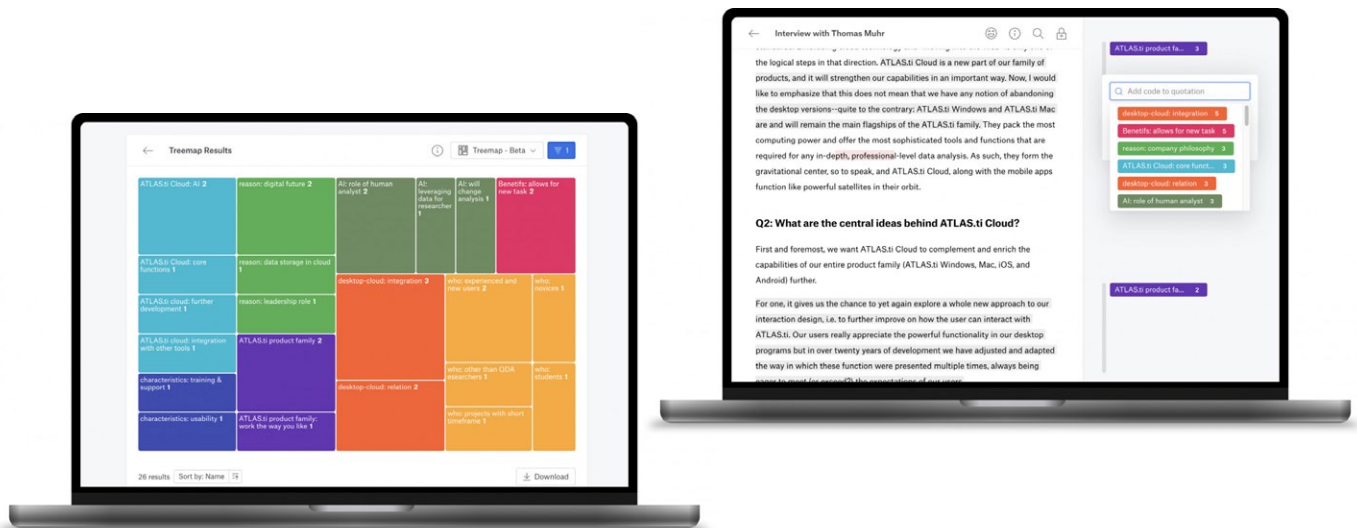 Treemap Results
Treemap - Beta
1
ATLAS.ti Cloud: AI 2
reason: digital future 2
AI: role of human
analyst 2
AI:
leveraging
data for
researcher
1
AI: will
change
analysis 1
Benetifs: allows for
new task 2
ATLAS.ti Cloud: core
functions 1
reason: data storage in cloud
1
desktop-cloud: integration 3
who: experienced and
new users 2
who:
novices 1
ATLAS.ti cloud: further
development 1
reason: leadership role 1
ATLAS.ti cloud: integration
with other tools 1
ATLAS.ti product family 2
who: other than QDA
esearchers 1
who:
students 1
characteristics: training &
support 1
desktop-cloud: relation 2
characteristics: usability 1
ATLAS.ti product family:
work the way you like 1
who projects with short
timeframe 1
26 results
Sort by: Name
Download
Interview with Thomas Muhr
the logical steps in that direction. ATLAS.ti Cloud is a new part of our family of
products, and it will strengthen our capabilities in an important way. Now, I would
like to emphasize that this does not mean that we have any notion of abandoning
the desktop versions--quite to the contrary: ATLAS.ti Windows and ATLAS.ti Mac
are and will remain the main flagships of the ATLAS.ti family. They pack the most
computing power and offer the most sophisticated tools and functions that are
required for any in-depth, professional-level data analysis. As such, they form the
gravitational center, so to speak, and ATLAS.ti Cloud, along with the mobile apps
function like powerful satellites in their orbit.
Q2: What are the central ideas behind ATLAS.ti Cloud?
First and foremost, we want ATLAS.ti Cloud to complement and enrich the
capabilities of our entire product family (ATLAS.ti Windows, Mac, iOS, and
Android) further.
For one, it gives us the chance to yet again explore a whole new approach to our
interaction design, i.e. to further improve on how the user can interact with
ATLAS.ti. Our users really appreciate the powerful functionality in our desktop
programs but in over twenty years of development we have adjusted and adapted
the way in which these function were presented multiple times, always being
eager to meet (or exceed?) the expectations of our users
ATLAS.ti product fa... 3
Add code to quotation
desktop-cloud: integration 5
Benetifs: allows for new task 5
reason: company philosophy 3
ATLAS.ti Cloud: core funct... 3
desktop-cloud: relation 3
AI: role of human analyst 3
ATLAS.ti product fa... 2